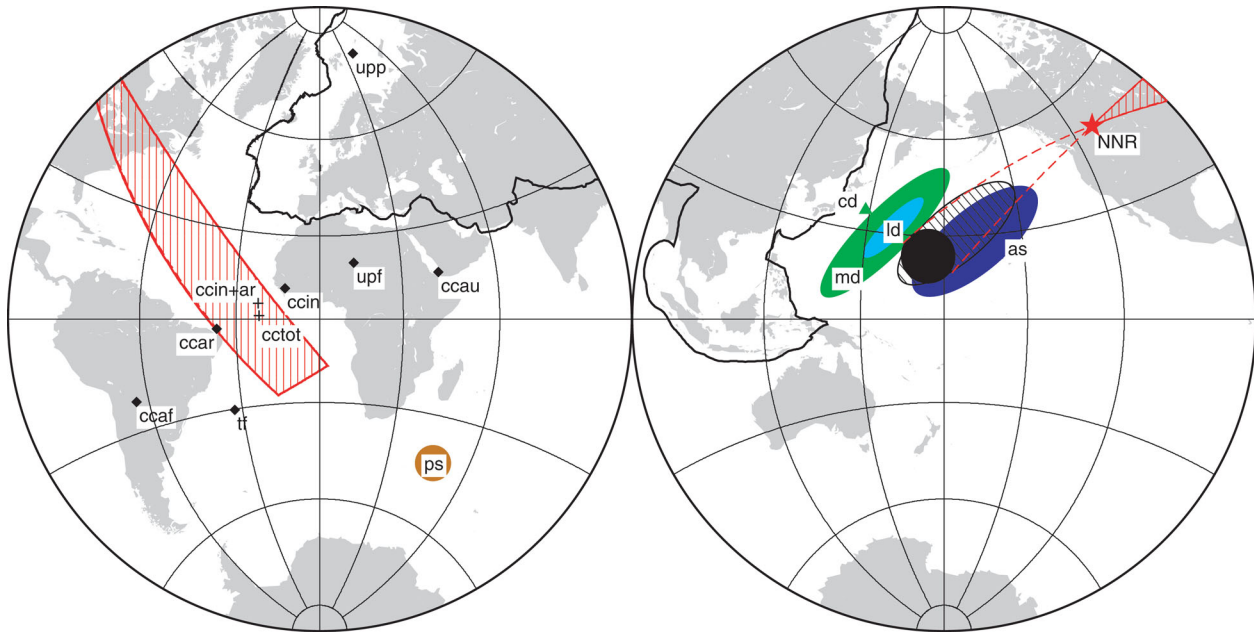 upp
upf
ccau
ccin+ar
ccin
cctot
ccar
ccaf
tf
ps
NNR
cd
ld
md
as